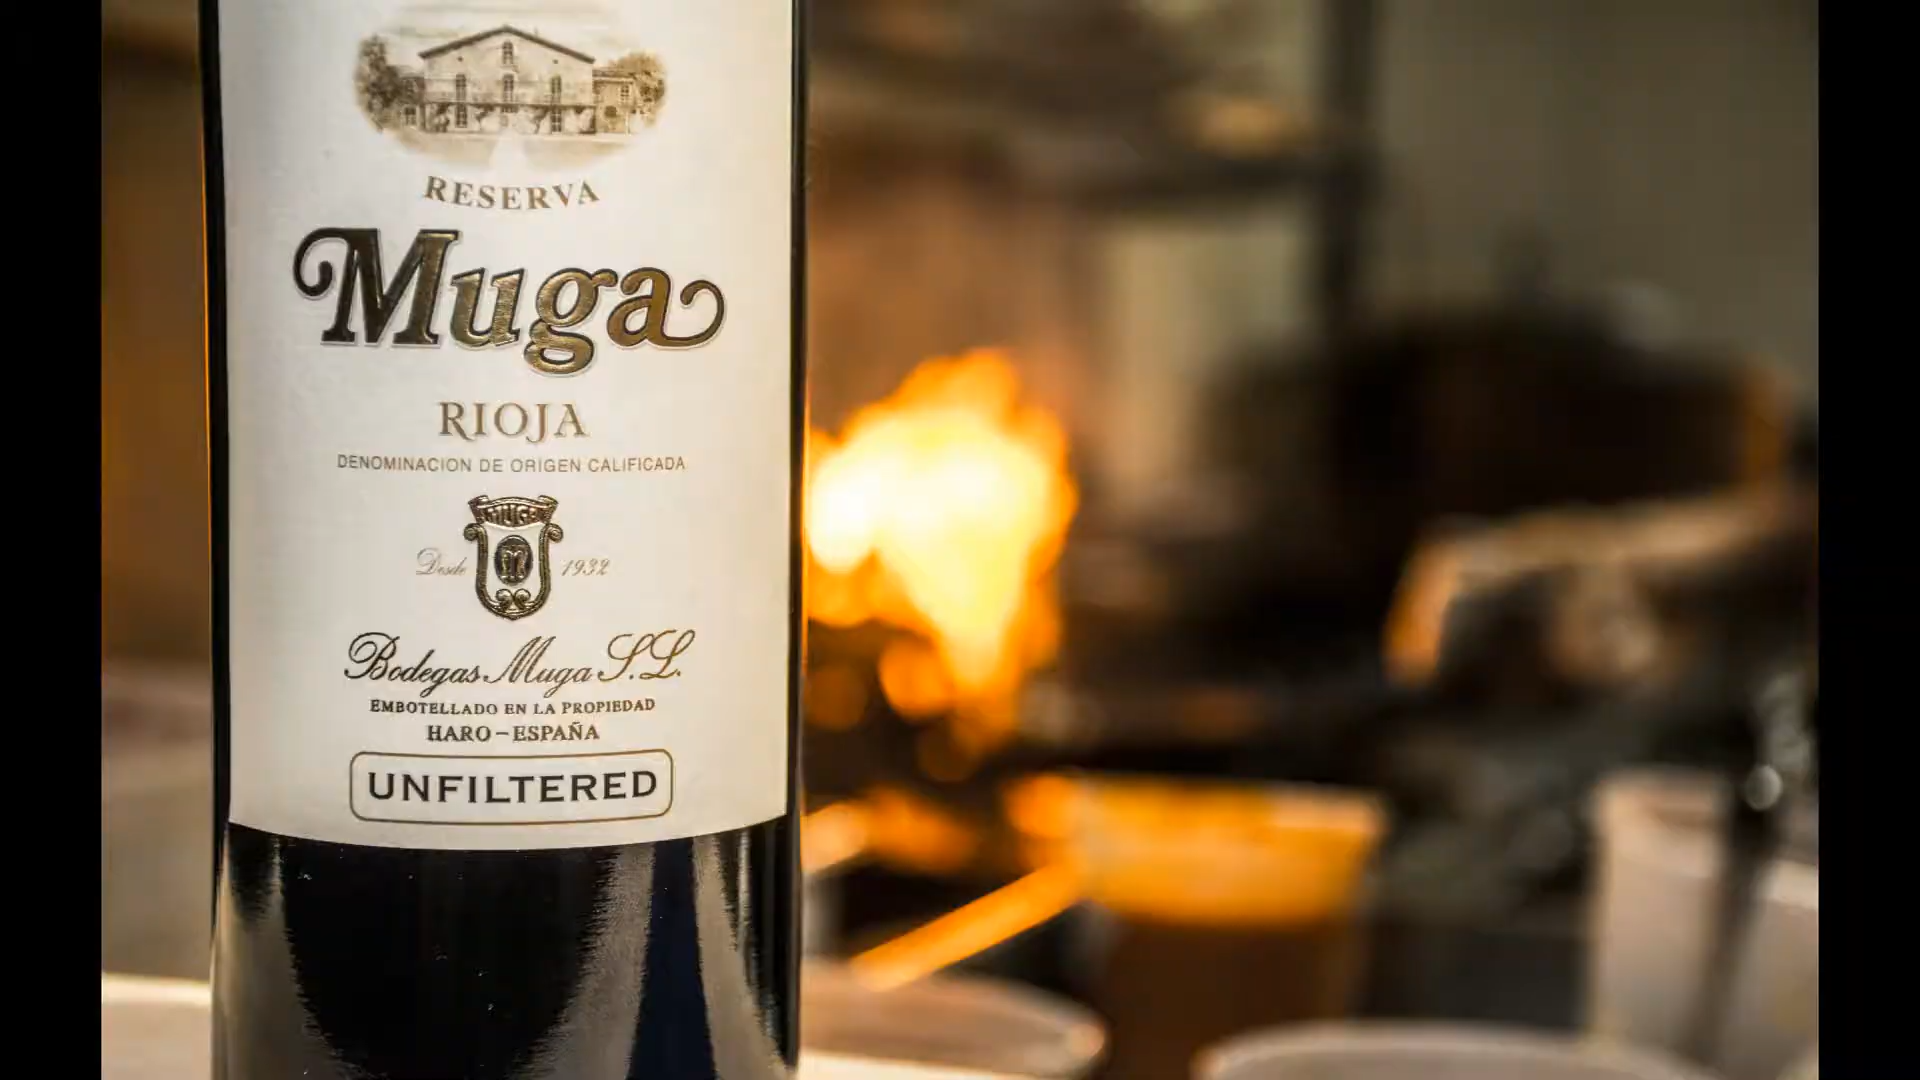 RESERVA
Muga
RIOJA
DENOMINACION DE ORIGEN CALIFICADA
MUGA
M
Desde 1932
Bodegas Muga S.L.
EMBOTELLADO EN LA PROPIEDAD
HARO-ESPAÑA
UNFILTERED